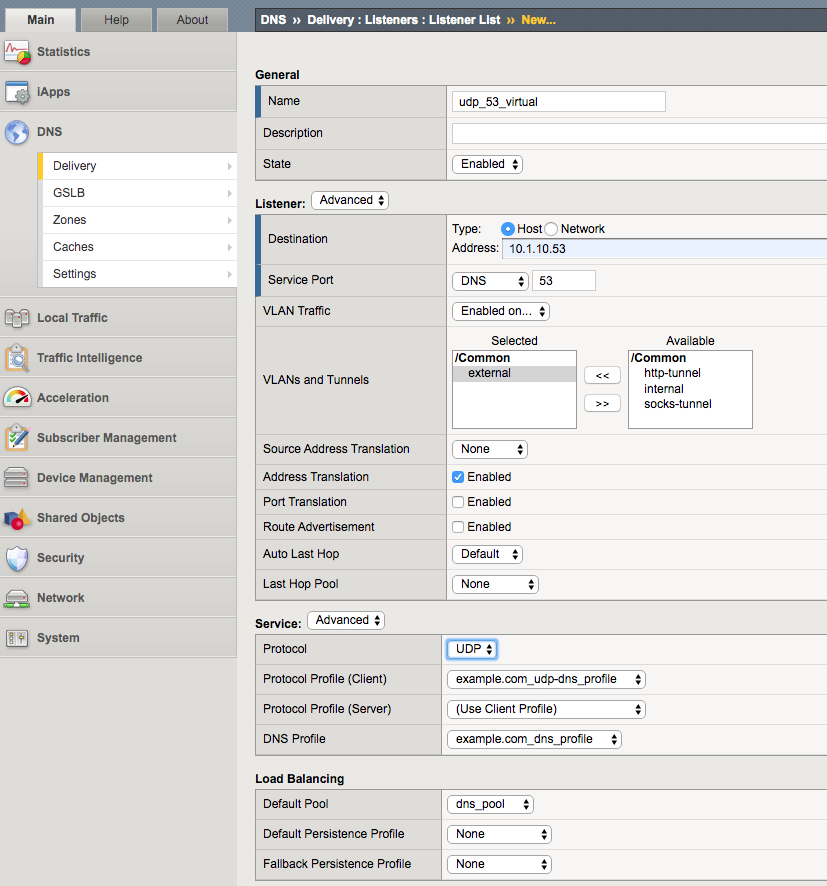 Main Help About
DNS ›› Delivery : Listeners : Listener List ›› New...
Statistics
iApps
DNS
Delivery
GSLB
Zones
Caches
Settings
Local Traffic
Traffic Intelligence
Acceleration
Subscriber Management
Device Management
Shared Objects
Security
Network
System
General
Name udp_53_virtual
Description
State Enabled
Listener: Advanced
Destination
Type: Host Network
Address: 10.1.10.53
Service Port DNS 53
VLAN Traffic Enabled on...
VLANs and Tunnels
Selected Available
/Common /Common
external << http-tunnel
internal
>> socks-tunnel
Source Address Translation None
Address Translation Enabled
Port Translation Enabled
Route Advertisement Enabled
Auto Last Hop Default
Last Hop Pool None
Service: Advanced
Protocol UDP
Protocol Profile (Client) example.com_udp-dns_profile
Protocol Profile (Server) (Use Client Profile)
DNS Profile example.com_dns_profile
Load Balancing
Default Pool dns_pool
Default Persistence Profile None
Fallback Persistence Profile None